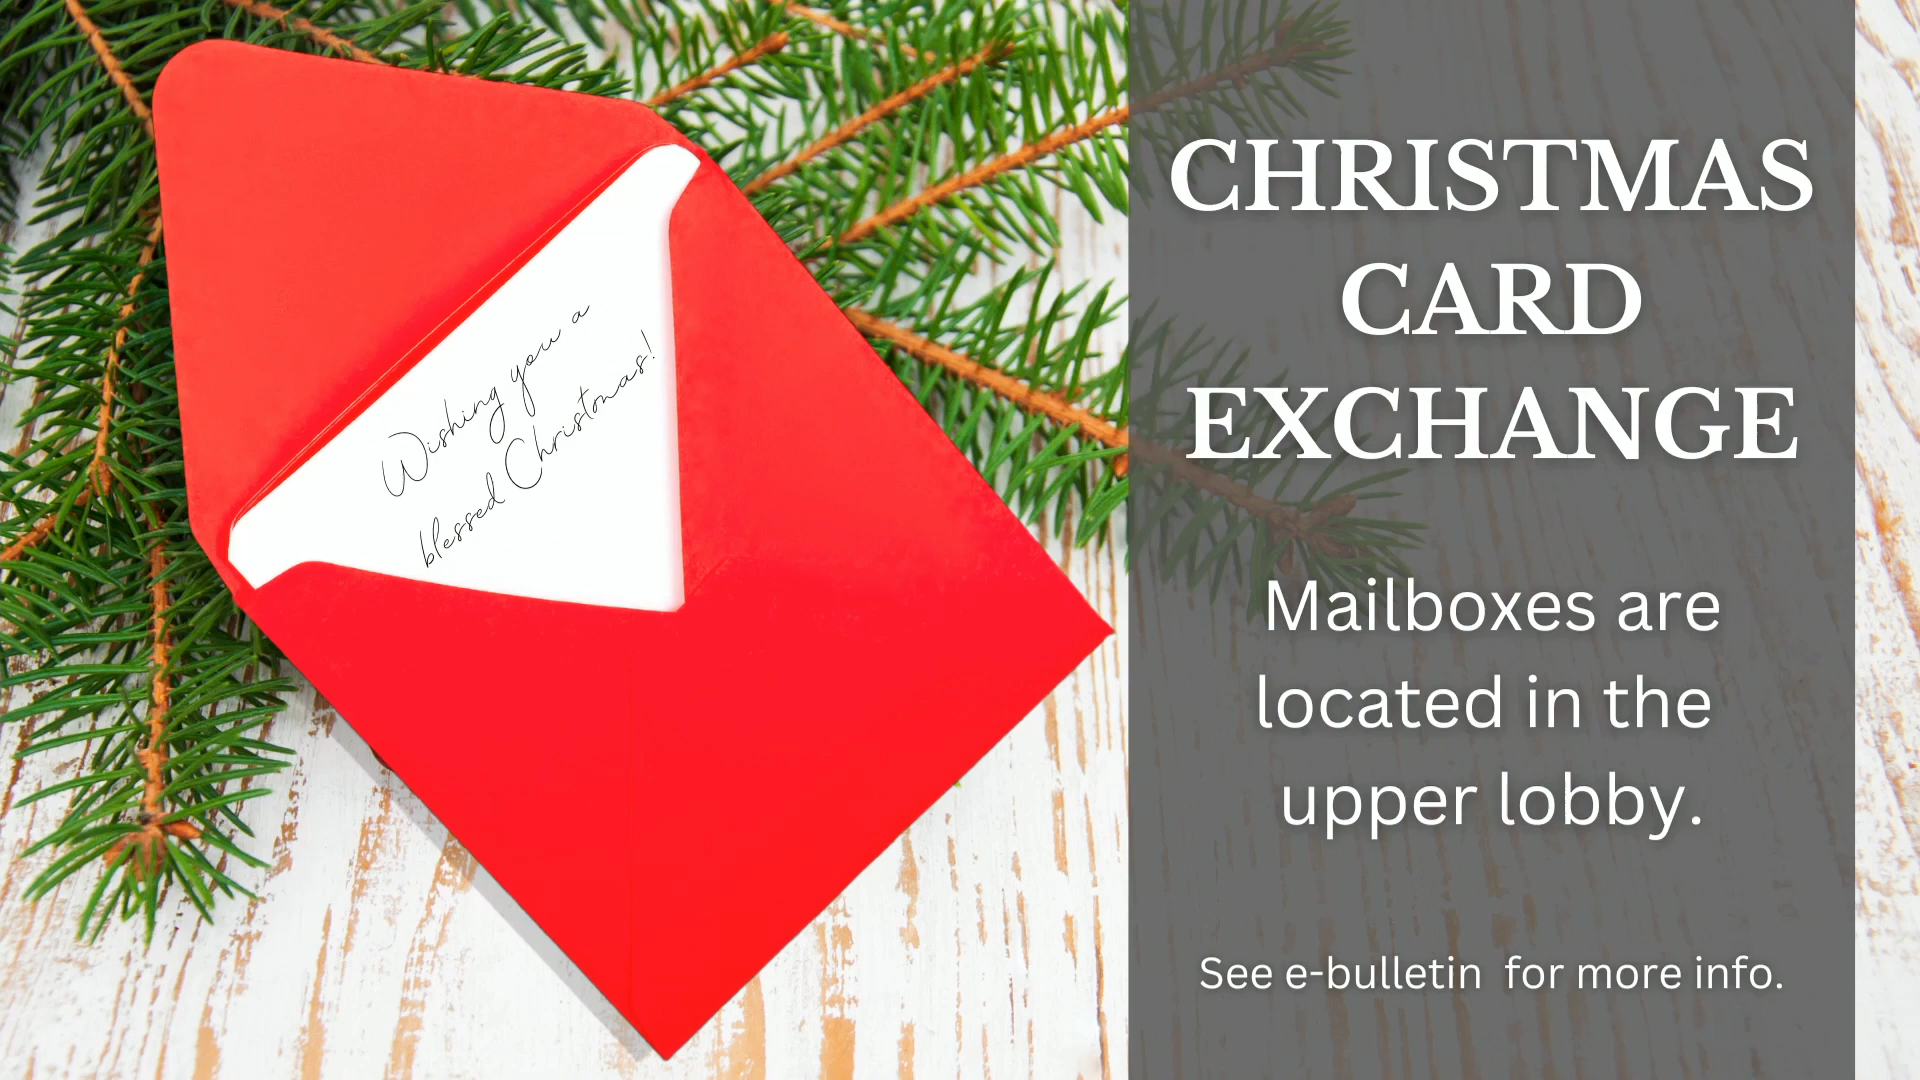 Wishing you a
blessed Christmas!
CHRISTMAS
CARD
EXCHANGE
Mailboxes are
located in the
upper lobby.
See e-bulletin  for more info.